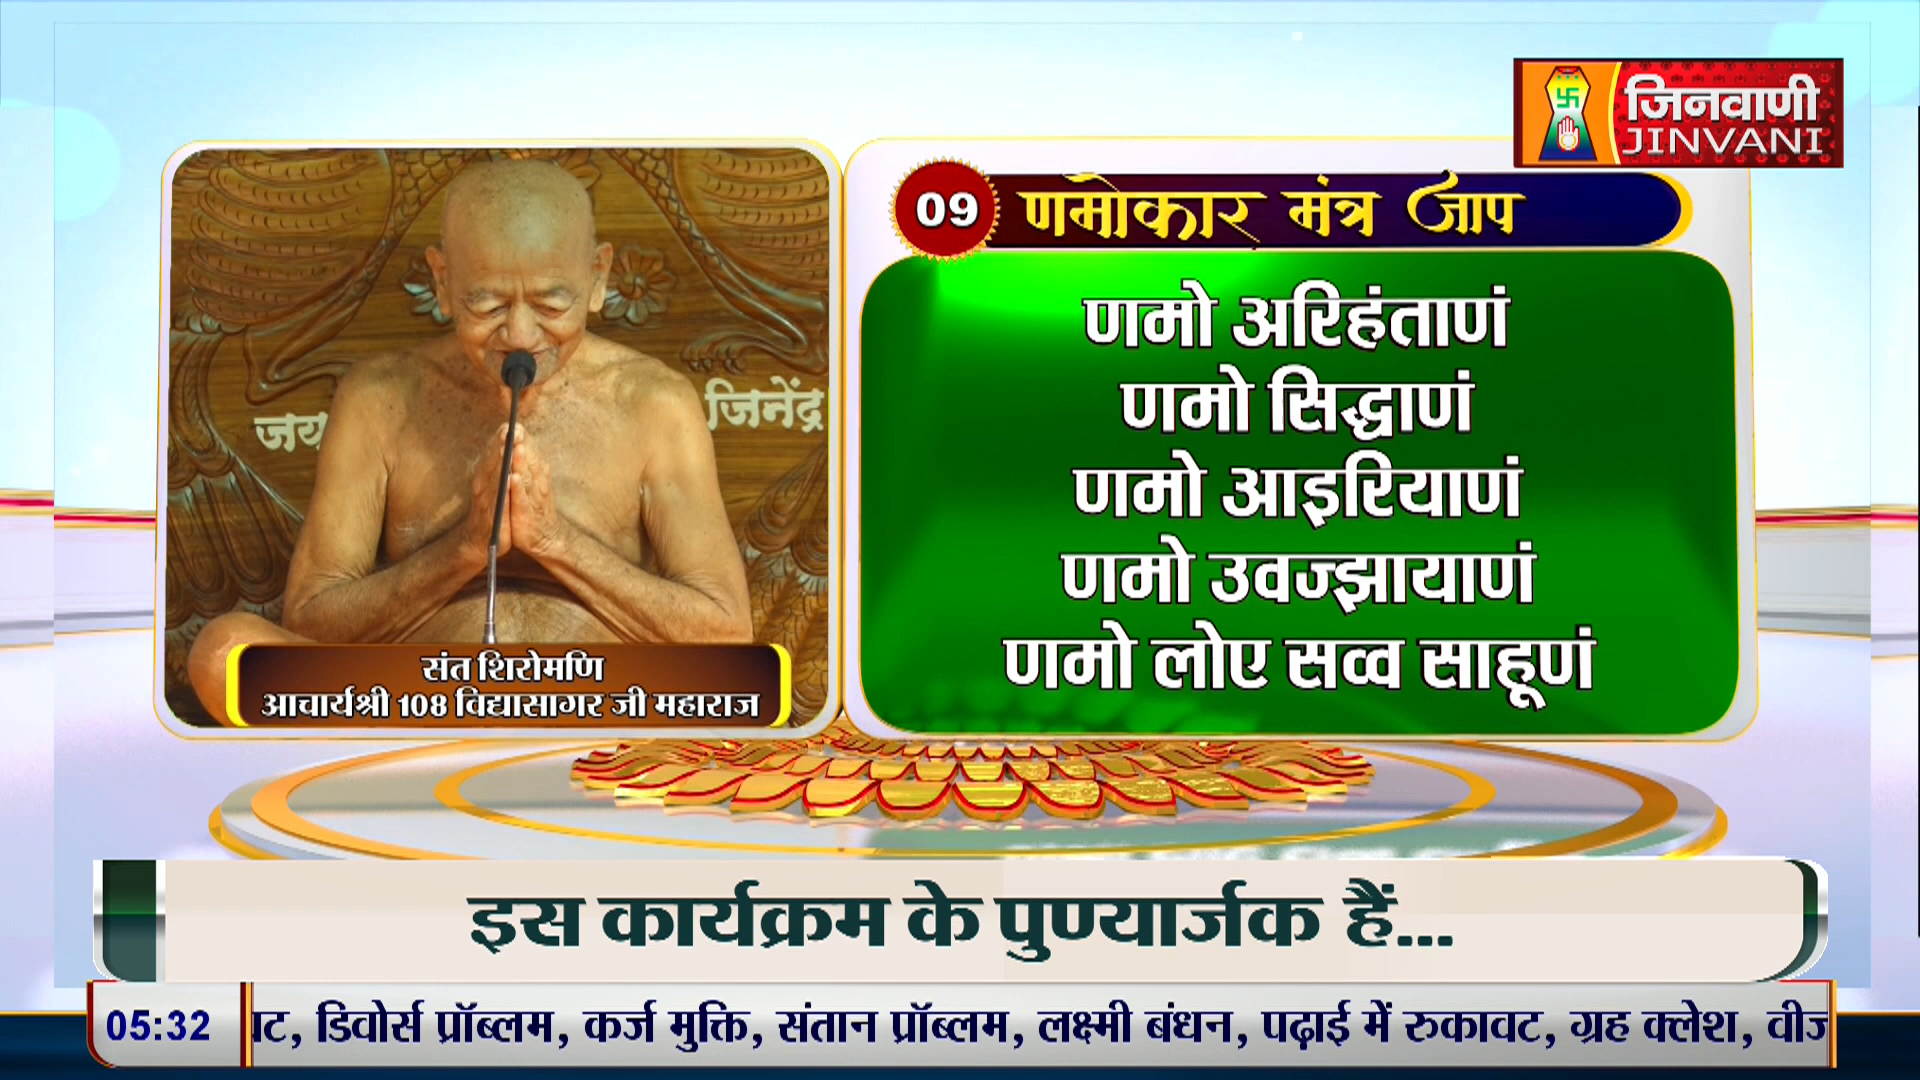 जिनवाणी
JINVANI
09 णमोकार मंत्र जाप
णमो अरिहंताणं
णमो सिद्धाणं
णमो आइरियाणं
णमो उवज्झायाणं
णमो लोए सव्व साहूणं
जय जिनेंद्र
संत शिरोमणि
आचार्यश्री 108 विद्यासागर जी महाराज
इस कार्यक्रम के पुण्यार्जक हैं...
05:32 डिवोर्स प्रॉब्लम, कर्ज मुक्ति, संतान प्रॉब्लम, लक्ष्मी बंधन, पढ़ाई में रुकावट, ग्रह क्लेश,